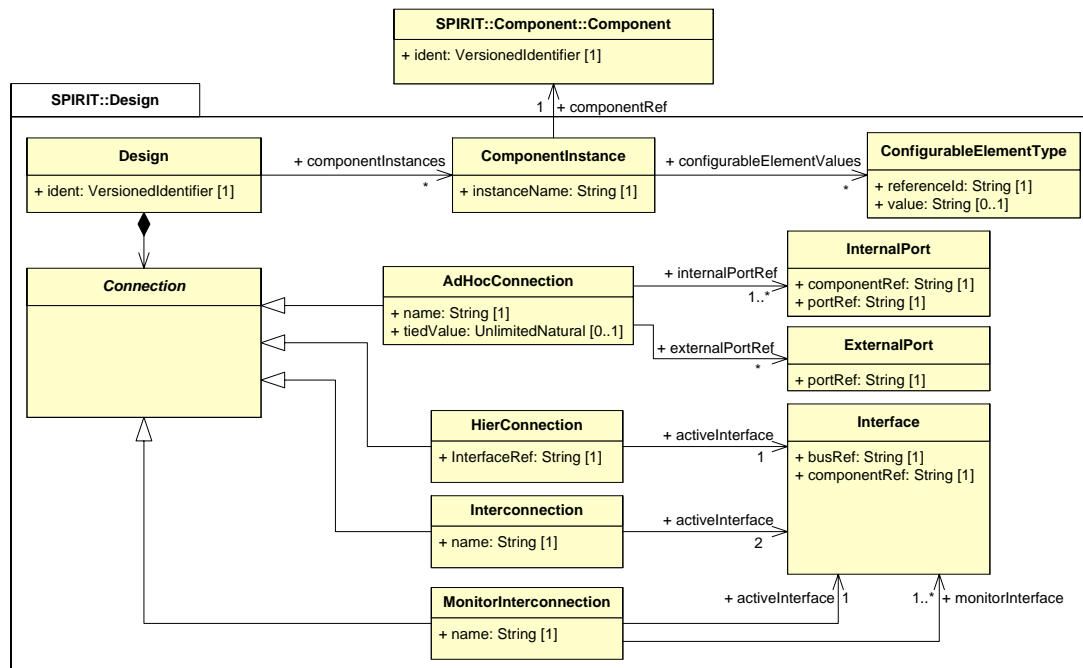 SPIRIT::Component::Component
+ ident: VersionedIdentifier [1]
1 + componentRef
SPIRIT::Design
Design
+ ident: VersionedIdentifier [1]
+ componentInstances
*
ComponentInstance
+ instanceName: String [1]
+ configurableElementValues
*
ConfigurableElementType
+ referenceId: String [1]
+ value: String [0..1]
Connection
AdHocConnection
+ name: String [1]
+ tiedValue: UnlimitedNatural [0..1]
+ internalPortRef
1..*
InternalPort
+ componentRef: String [1]
+ portRef: String [1]
+ externalPortRef
*
ExternalPort
+ portRef: String [1]
HierConnection
+ InterfaceRef: String [1]
+ activeInterface
1
Interface
+ busRef: String [1]
+ componentRef: String [1]
Interconnection
+ name: String [1]
+ activeInterface
2
MonitorInterconnection
+ name: String [1]
+ activeInterface 1
1..* + monitorInterface